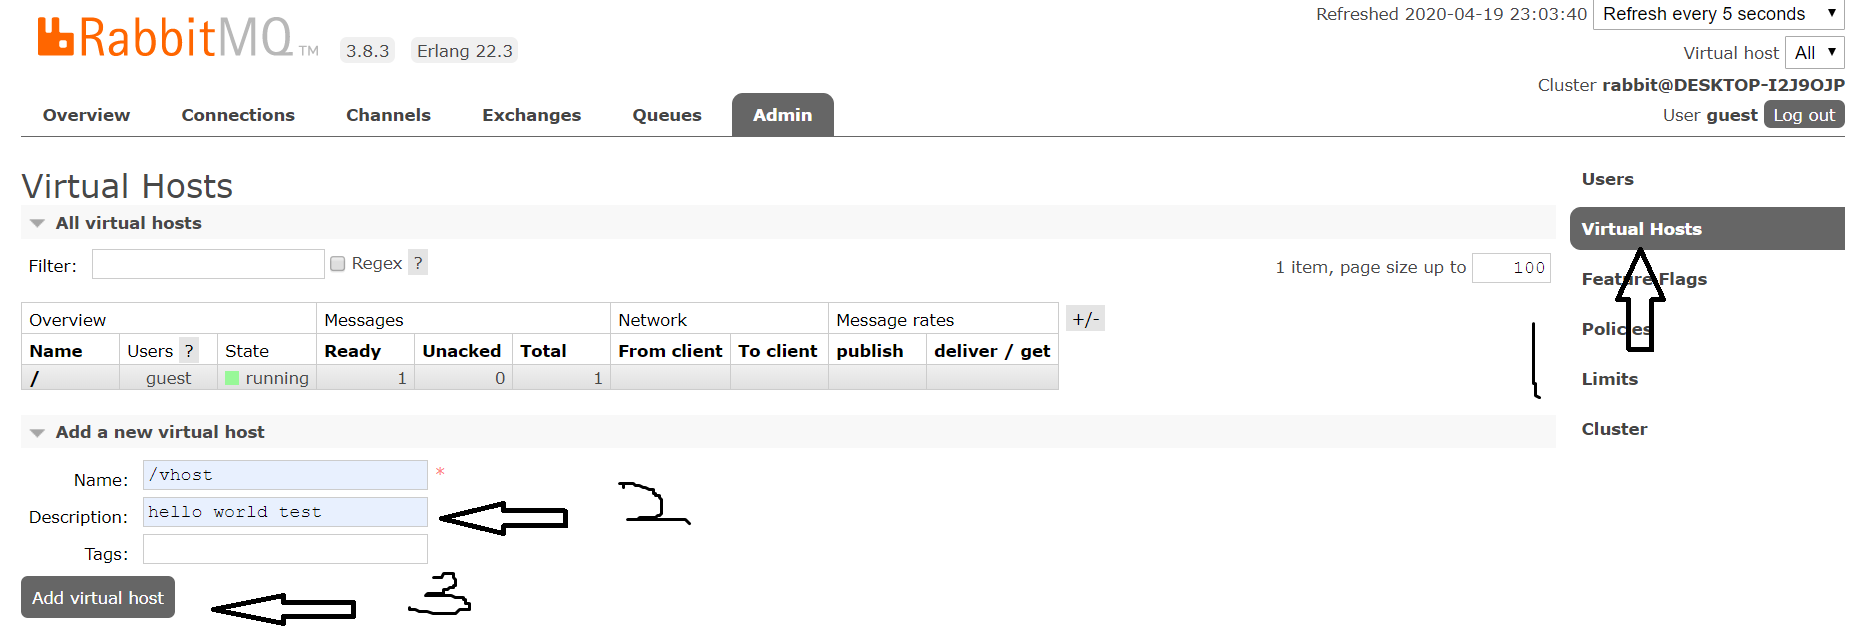 Refreshed 2020-04-19 23:03:40 Refresh every 5 seconds
RabbitMQ TM 3.8.3 Erlang 22.3
Virtual host All
Cluster rabbit@DESKTOP-I2J9OJP
User guest Log out
Overview Connections Channels Exchanges Queues Admin
Virtual Hosts
All virtual hosts
Filter: Regex ?
1 item, page size up to 100
Overview Messages Network Message rates +/-
Name Users ? State Ready Unacked Total From client To client publish deliver / get
/ guest running 1 0 1
Add a new virtual host
Name: /vhost *
Description: hello world test
2
Tags:
Add virtual host
3
Users
Virtual Hosts
Feature Flags
Policies
1
Limits
Cluster